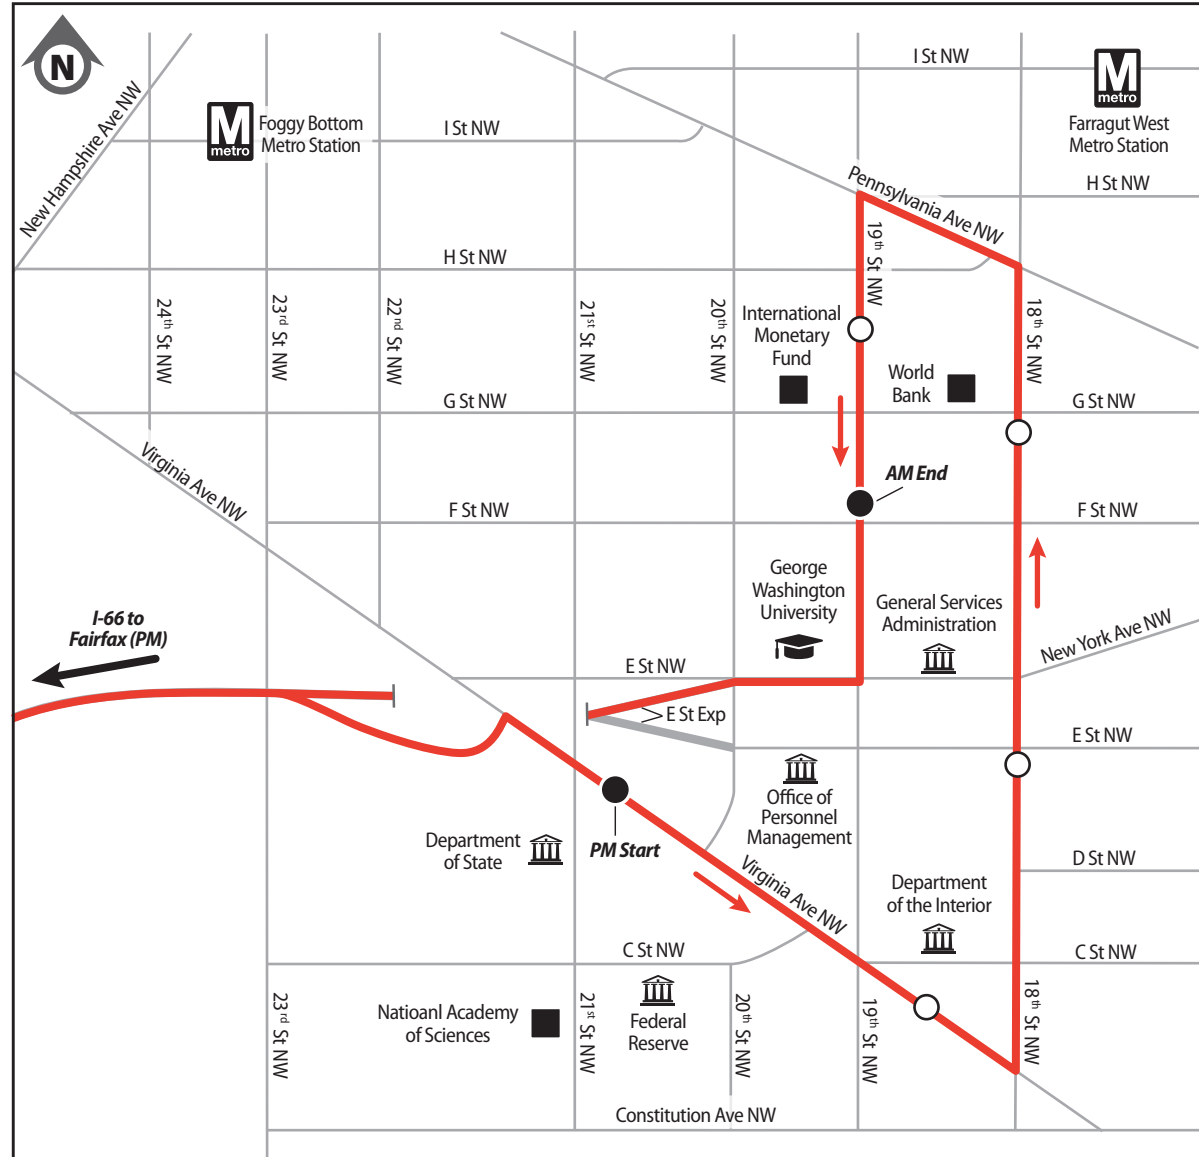 N
New Hampshire Ave NW
M
metro
Foggy Bottom
Metro Station
I St NW
I St NW
M
metro
Farragut West
Metro Station
H St NW
Pennsylvania Ave NW
H St NW
19th St NW
24th St NW
23rd St NW
22nd St NW
21st St NW
20th St NW
18th St NW
International
Monetary
Fund
World
Bank
G St NW
G St NW
Virginia Ave NW
AM End
F St NW
F St NW
George
Washington
University
General Services
Administration
New York Ave NW
I-66 to
Fairfax (PM)
E St NW
E St Exp
E St NW
Office of
Personnel
Management
Department
of State
PM Start
D St NW
Virginia Ave NW
Department
of the Interior
C St NW
C St NW
23rd St NW
Natioanl Academy
of Sciences
21st St NW
Federal
Reserve
20th St NW
19th St NW
18th St NW
Constitution Ave NW